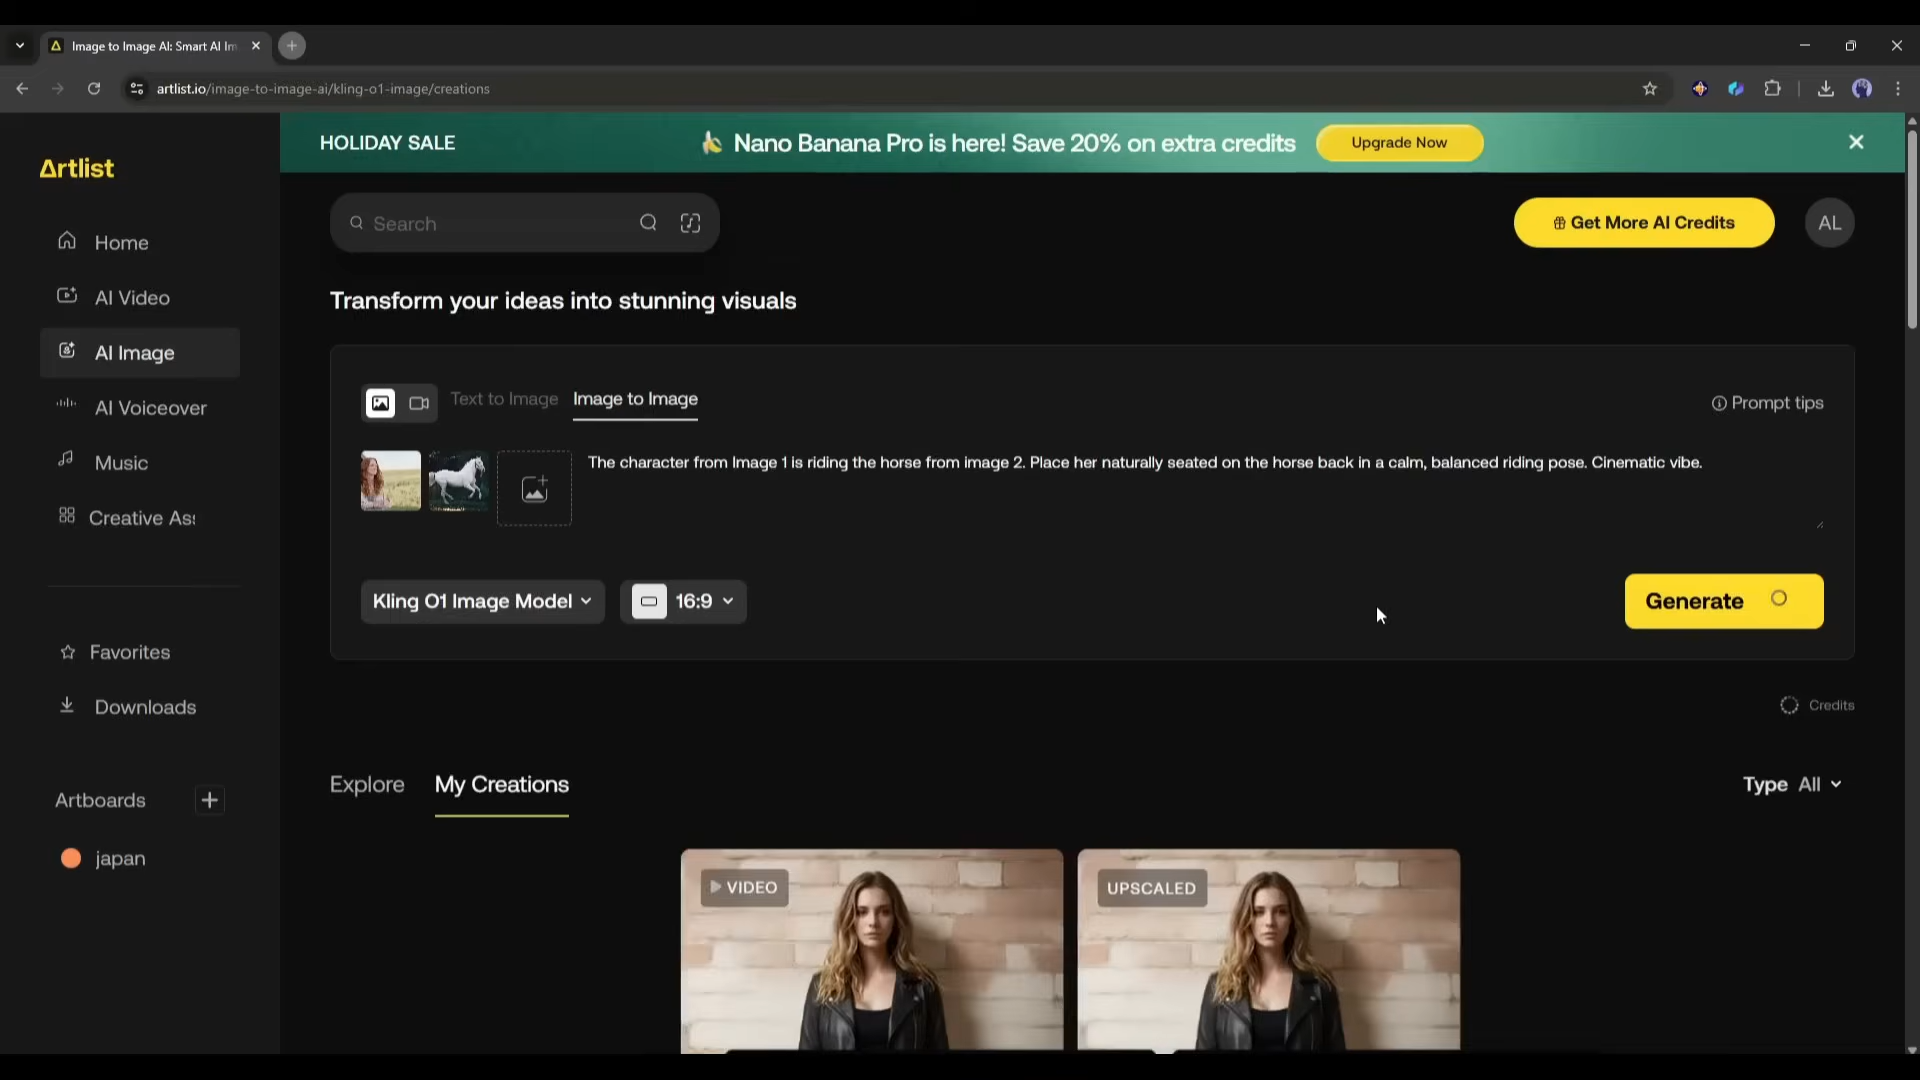 Image to Image AI: Smart AI Im
artlist.io/image-to-image-ai/kling-o1-image/creations
HOLIDAY SALE
Nano Banana Pro is here! Save 20% on extra credits
Upgrade Now
Artlist
Search
Get More AI Credits
AL
Home
AI Video
AI Image
AI Voiceover
Music
Creative Ass
Favorites
Downloads
Artboards
japan
Transform your ideas into stunning visuals
Text to Image
Image to Image
Prompt tips
The character from Image 1 is riding the horse from image 2. Place her naturally seated on the horse back in a calm, balanced riding pose. Cinematic vibe.
Kling O1 Image Model
16:9
Generate
Credits
Explore
My Creations
Type All
VIDEO
UPSCALED